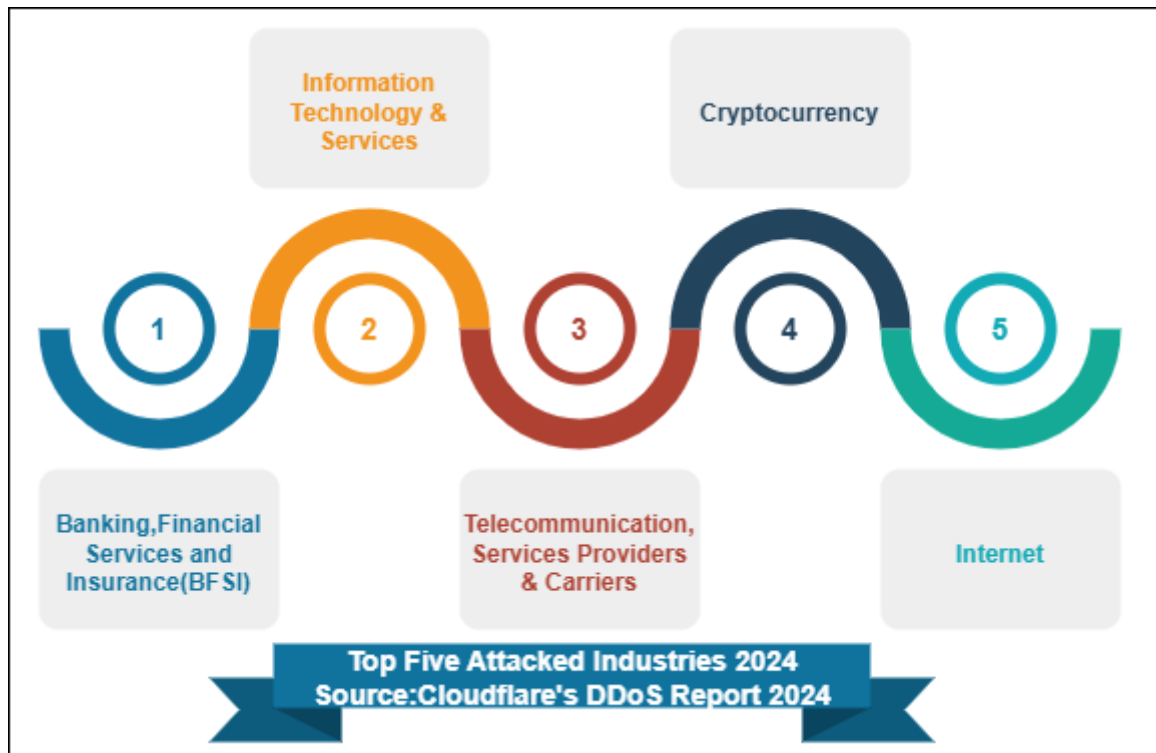 Information
Technology &
Services
Cryptocurrency
1
2
3
4
5
Banking,Financial
Services and
Insurance(BFSI)
Telecommunication,
Services Providers
& Carriers
Internet
Top Five Attacked Industries 2024
Source:Cloudflare's DDoS Report 2024